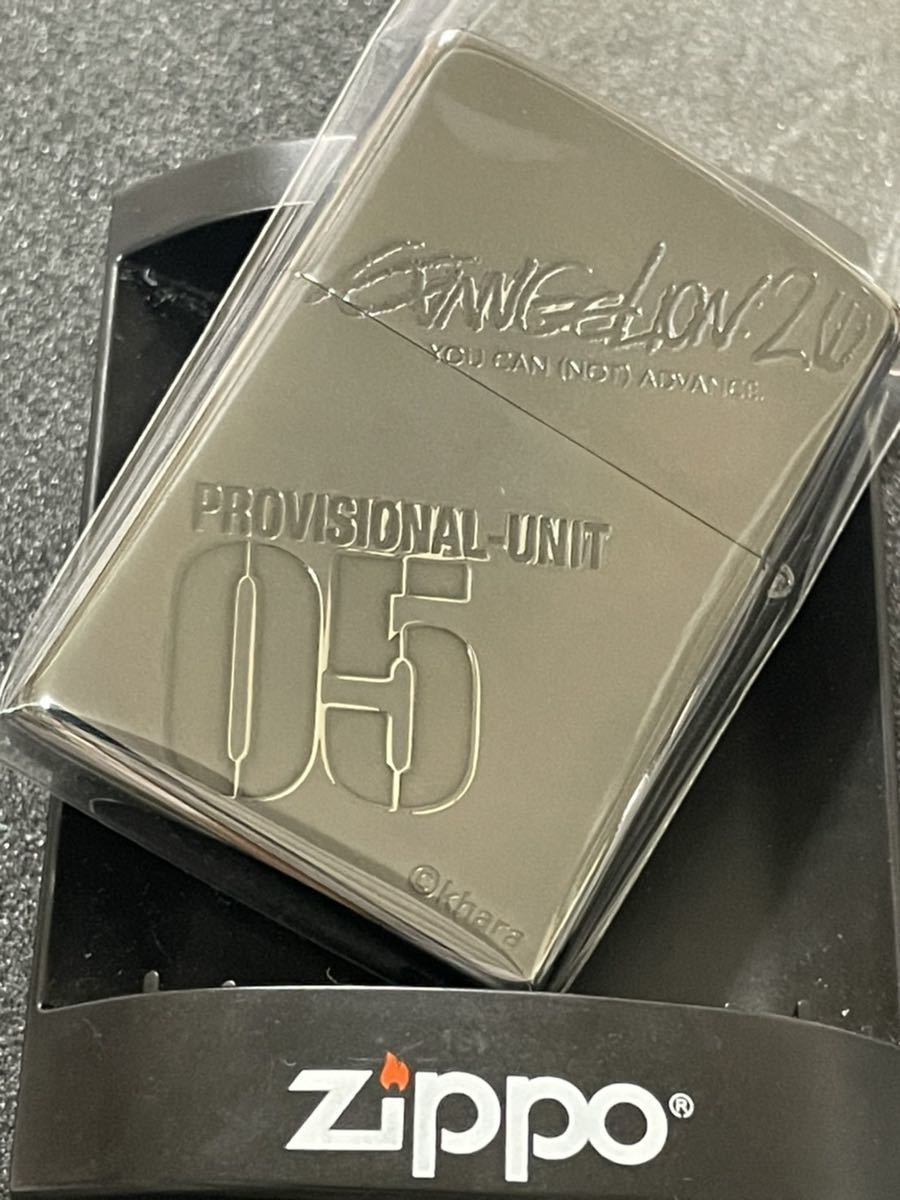 EVANGELION:2.0
YOU CAN (NOT) ADVANCE.
PROVISIONAL-UNIT
05
©khara
zippo®